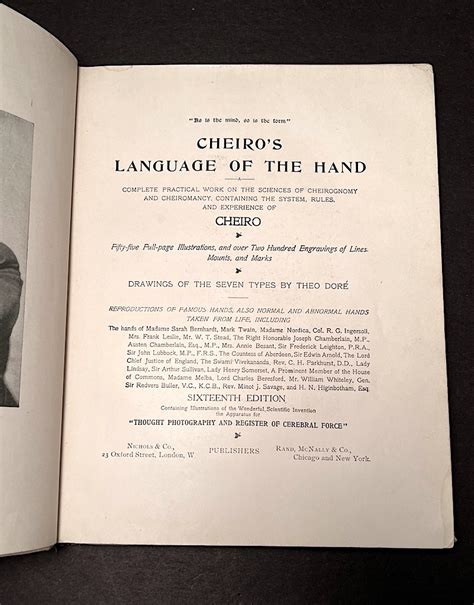 "As is the mind, so is the form"
CHEIRO'S
LANGUAGE OF THE HAND
A
COMPLETE PRACTICAL WORK ON THE SCIENCES OF CHEIROGNOMY
AND CHEIROMANCY, CONTAINING THE SYSTEM, RULES,
AND EXPERIENCE OF
CHEIRO
Fifty-five Full-page Illustrations, and over Two Hundred Engravings of Lines,
Mounts, and Marks
DRAWINGS OF THE SEVEN TYPES BY THEO DORÉ
REPRODUCTIONS OF FAMOUS HANDS, ALSO NORMAL AND ABNORMAL HANDS
TAKEN FROM LIFE, INCLUDING
The hands of Madame Sarah Bernhardt, Mark Twain, Madame Nordica, Col. R. G. Ingersoll,
Mrs. Frank Leslie, Mr. W. T. Stead, The Right Honorable Joseph Chamberlain, M.P.,
Austen Chamberlain, Esq., M.P., Mrs. Annie Besant, Sir Frederick Leighton, P.R.A.,
Sir John Lubbock, M.P., F.R.S., The Countess of Aberdeen, Sir Edwin Arnold, The Lord
Chief Justice of England, The Swami Vivekananda, Rev. C. H. Parkhurst, D.D., Lady
Lindsay, Sir Arthur Sullivan, Lady Henry Somerset, A Prominent Member of the House
of Commons, Madame Melba, Lord Charles Beresford, Mr. William Whiteley, Gen.
Sir Redvers Buller, V.C., K.C.B., Rev. Minot J. Savage, and H. N. Higinbotham, Esq.
SIXTEENTH EDITION
Containing Illustrations of the Wonderful Scientific Invention
the Apparatus for
"THOUGHT PHOTOGRAPHY AND REGISTER OF CEREBRAL FORCE"
NICHOLS & CO., PUBLISHERS RAND, MCNALLY & CO.,
23 Oxford Street, London, W. Chicago and New York.